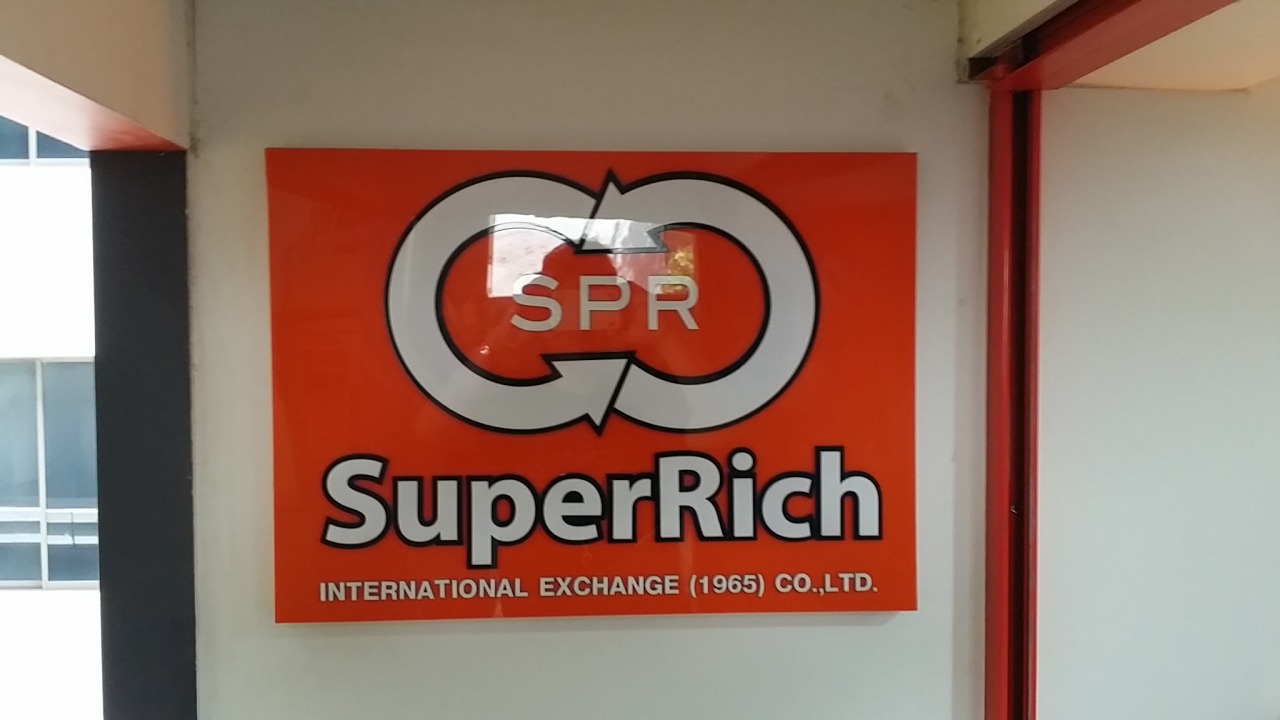 SPR
SuperRich
INTERNATIONAL EXCHANGE (1965) CO.,LTD.